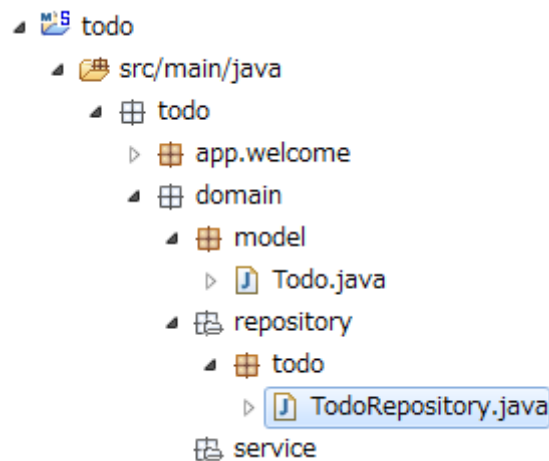 todo
src/main/java
todo
app.welcome
domain
model
Todo.java
repository
todo
TodoRepository.java
service